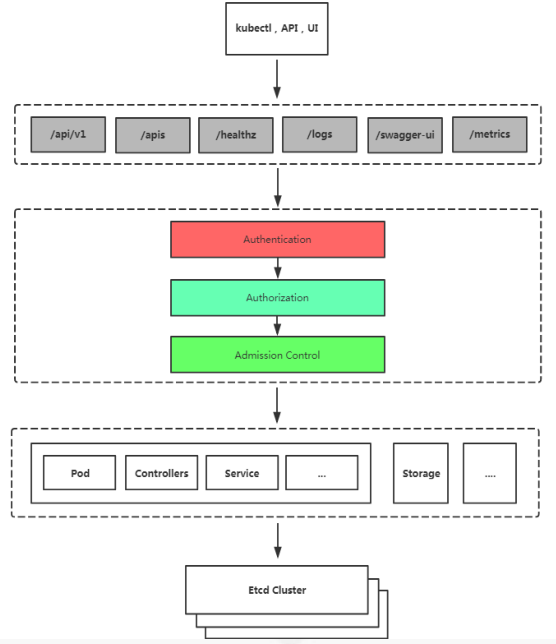 kubectl , API , UI
/api/v1 /apis /healthz /logs /swagger-ui /metrics
Authentication
Authorization
Admission Control
Pod Controllers Service ... Storage ....
Etcd Cluster